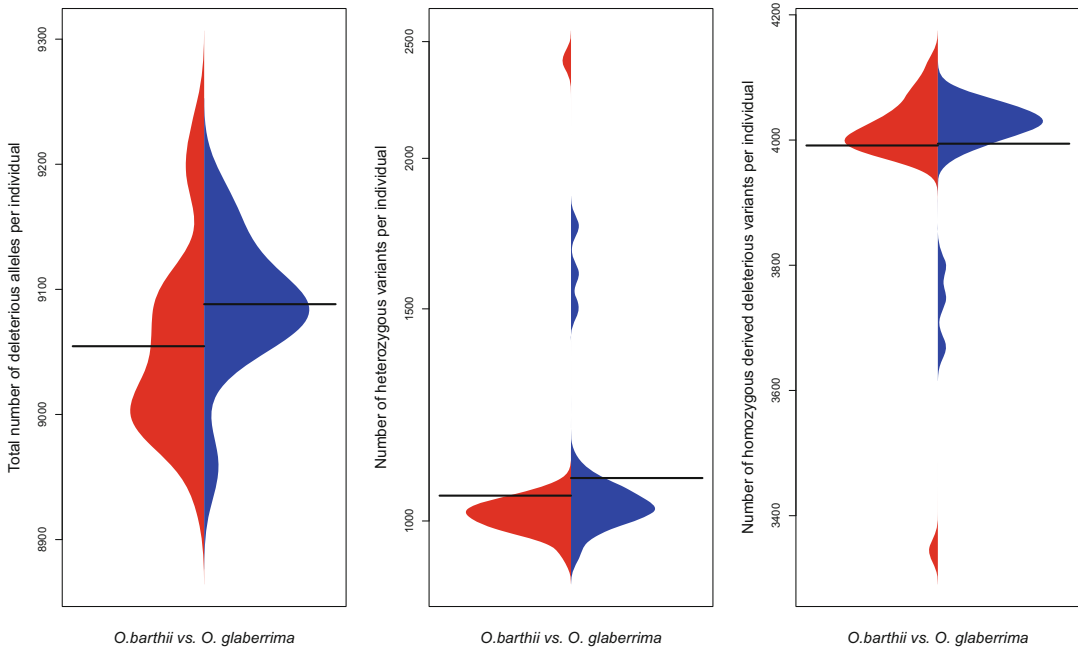 Total number of deleterious alleles per individual
9300
9200
9100
9000
8900
O.barthii vs. O. glaberrima
Number of heterozygous variants per individual
2500
2000
1500
1000
O.barthii vs. O. glaberrima
Number of homozygous derived deleterious variants per individual
4200
4000
3800
3600
3400
O.barthii vs. O. glaberrima